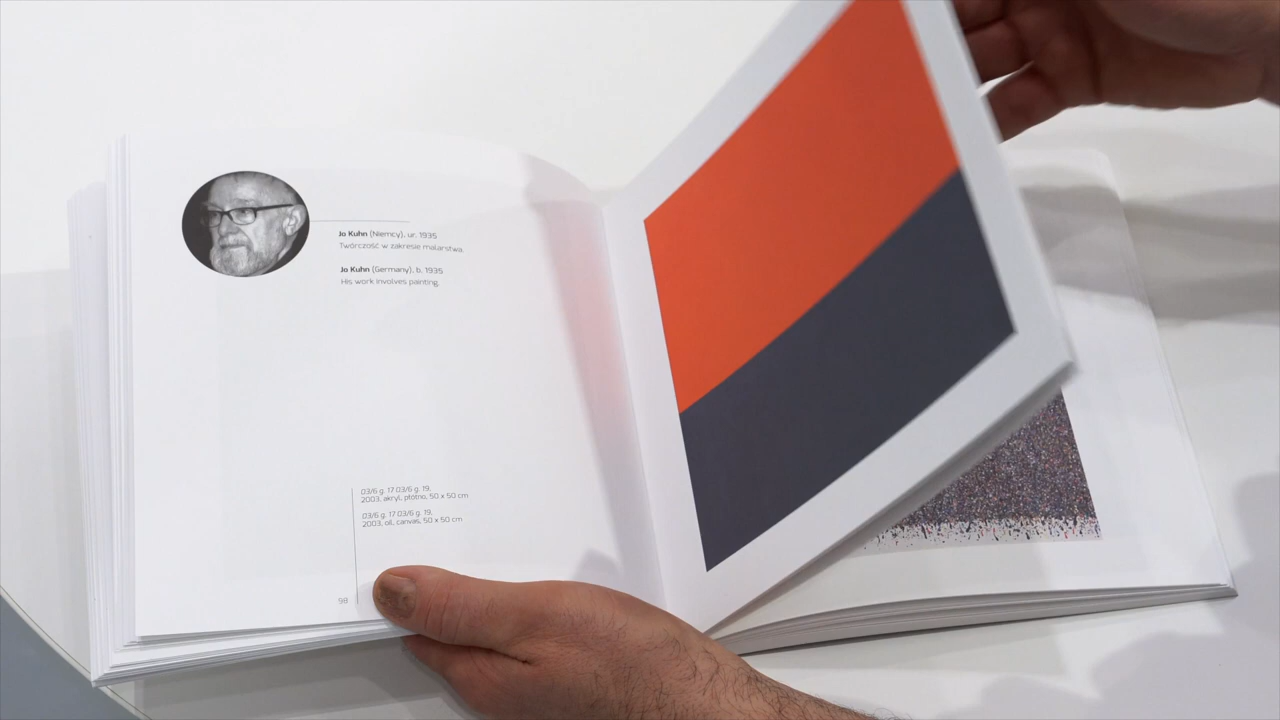 Jo Kuhn (Niemcy), ur. 1935
Twórczość w zakresie malarstwa.
Jo Kuhn (Germany), b. 1935
His work involves painting.
03/6 g. 17 03/6 g. 19,
2003, akryl, płótno, 50 x 50 cm
03/6 g. 17 03/6 g. 19,
2003, oil, canvas, 50 x 50 cm
98